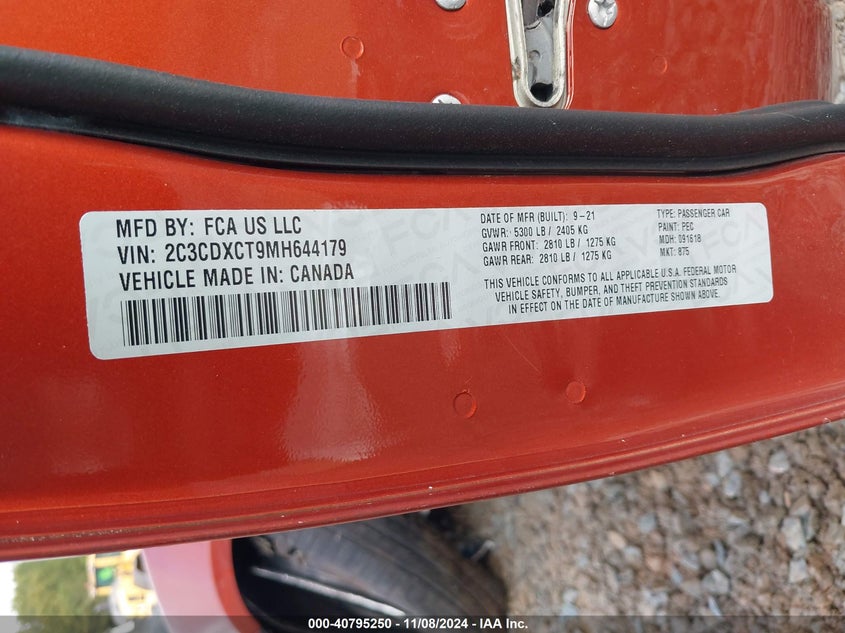 MFD BY: FCA US LLC
VIN: 2C3CDXCT9MH644179
VEHICLE MADE IN: CANADA
DATE OF MFR (BUILT): 9-21
GVWR: 5300 LB / 2405 KG
GAWR FRONT: 2810 LB / 1275 KG
GAWR REAR: 2810 LB / 1275 KG
TYPE: PASSENGER CAR
PAINT: PEC
MDH: 091618
MKT: 875
THIS VEHICLE CONFORMS TO ALL APPLICABLE U.S.A. FEDERAL MOTOR
VEHICLE SAFETY, BUMPER, AND THEFT PREVENTION STANDARDS
IN EFFECT ON THE DATE OF MANUFACTURE SHOWN ABOVE.
000-40795250 - 11/08/2024 - IAA Inc.